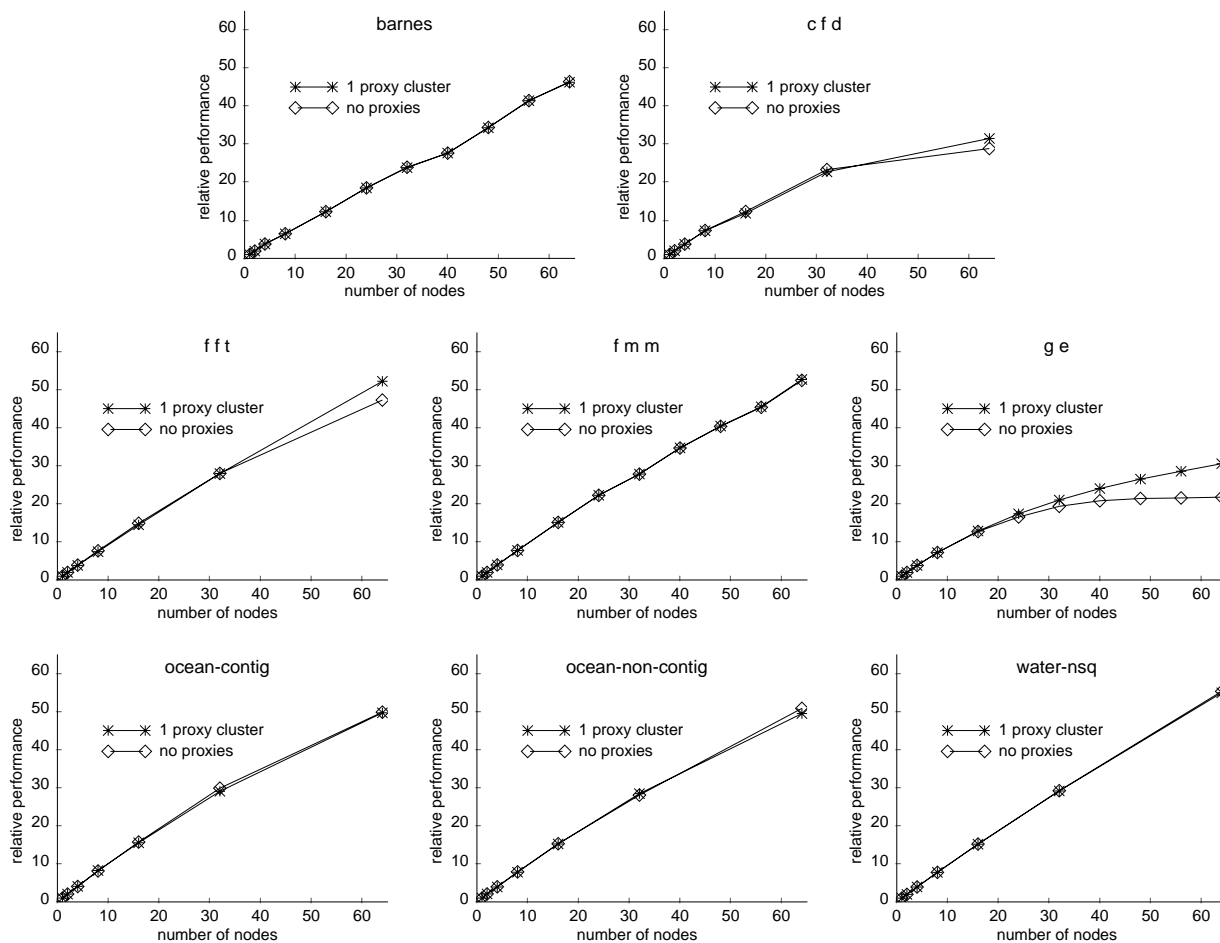 barnes
60
50
40
30
20
10
0
relative performance
1 proxy cluster
no proxies
0 10 20 30 40 50 60
number of nodes
c f d
60
50
40
30
20
10
0
relative performance
1 proxy cluster
no proxies
0 10 20 30 40 50 60
number of nodes
f f t
60
50
40
30
20
10
0
relative performance
1 proxy cluster
no proxies
0 10 20 30 40 50 60
number of nodes
f m m
60
50
40
30
20
10
0
relative performance
1 proxy cluster
no proxies
0 10 20 30 40 50 60
number of nodes
g e
60
50
40
30
20
10
0
relative performance
1 proxy cluster
no proxies
0 10 20 30 40 50 60
number of nodes
ocean-contig
60
50
40
30
20
10
0
relative performance
1 proxy cluster
no proxies
0 10 20 30 40 50 60
number of nodes
ocean-non-contig
60
50
40
30
20
10
0
relative performance
1 proxy cluster
no proxies
0 10 20 30 40 50 60
number of nodes
water-nsq
60
50
40
30
20
10
0
relative performance
1 proxy cluster
no proxies
0 10 20 30 40 50 60
number of nodes